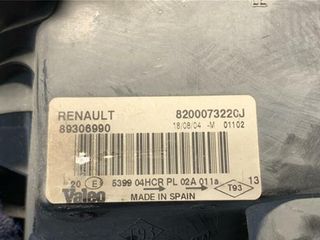 RENAULT 8200073220J
89306990 18/08/04 -M 01102
20 E 5399 04HCR PL 02A 011a T93 13
Valeo MADE IN SPAIN